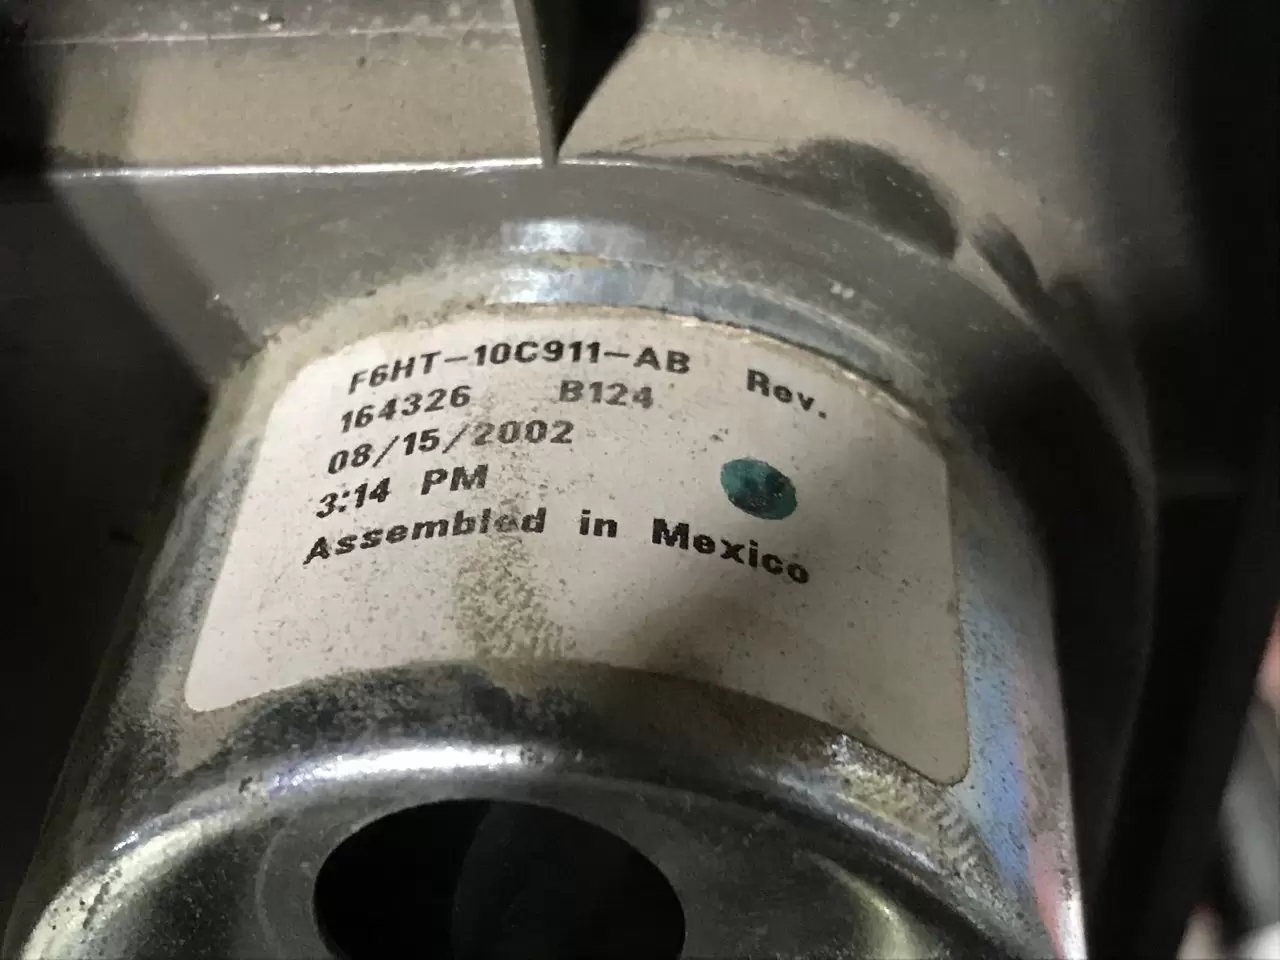 F6HT-10C911-AB Rev.
164326 B124
08/15/2002
3:14 PM
Assembled in Mexico